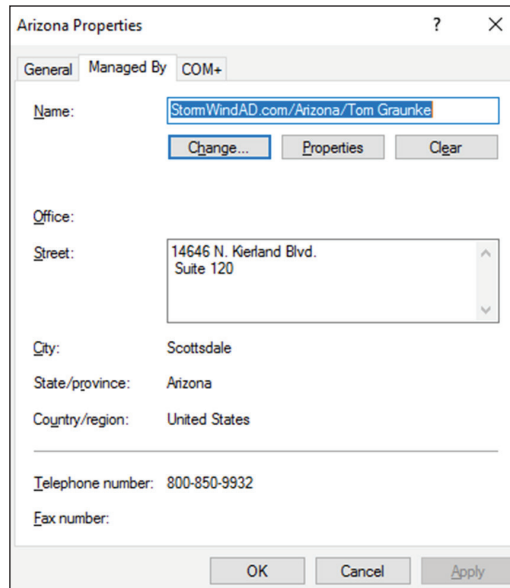 Arizona Properties
General Managed By COM+
Name: StormWindAD.com/Arizona/Tom Graunke
Change... Properties Clear
Office:
Street: 14646 N. Kierland Blvd.
Suite 120
City: Scottsdale
State/province: Arizona
Country/region: United States
Telephone number: 800-850-9932
Fax number:
OK Cancel Apply